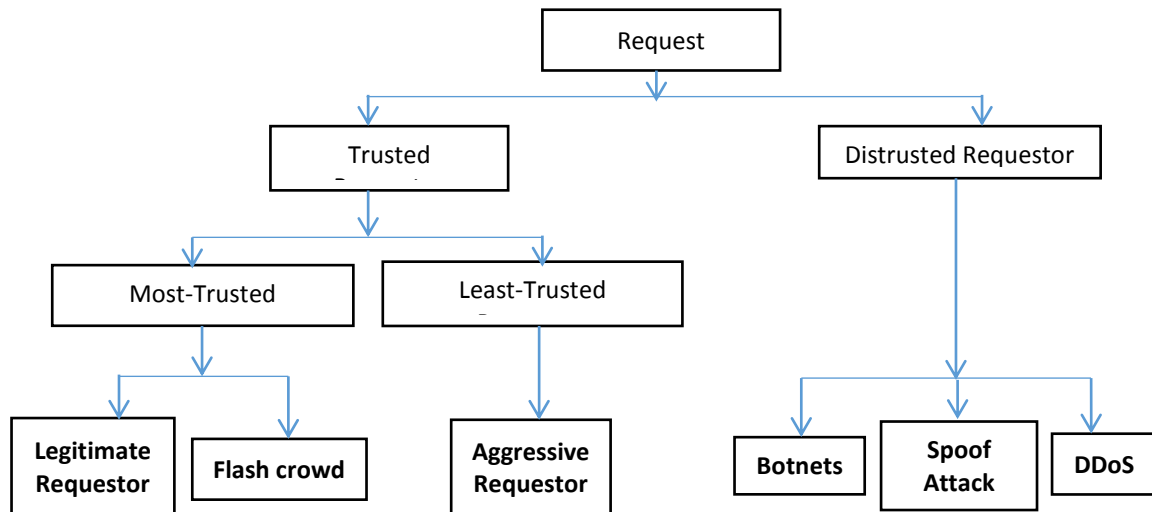 Request
Trusted
Distrusted Requestor
Most-Trusted
Least-Trusted
Legitimate
Requestor
Flash crowd
Aggressive
Requestor
Botnets
Spoof
Attack
DDoS